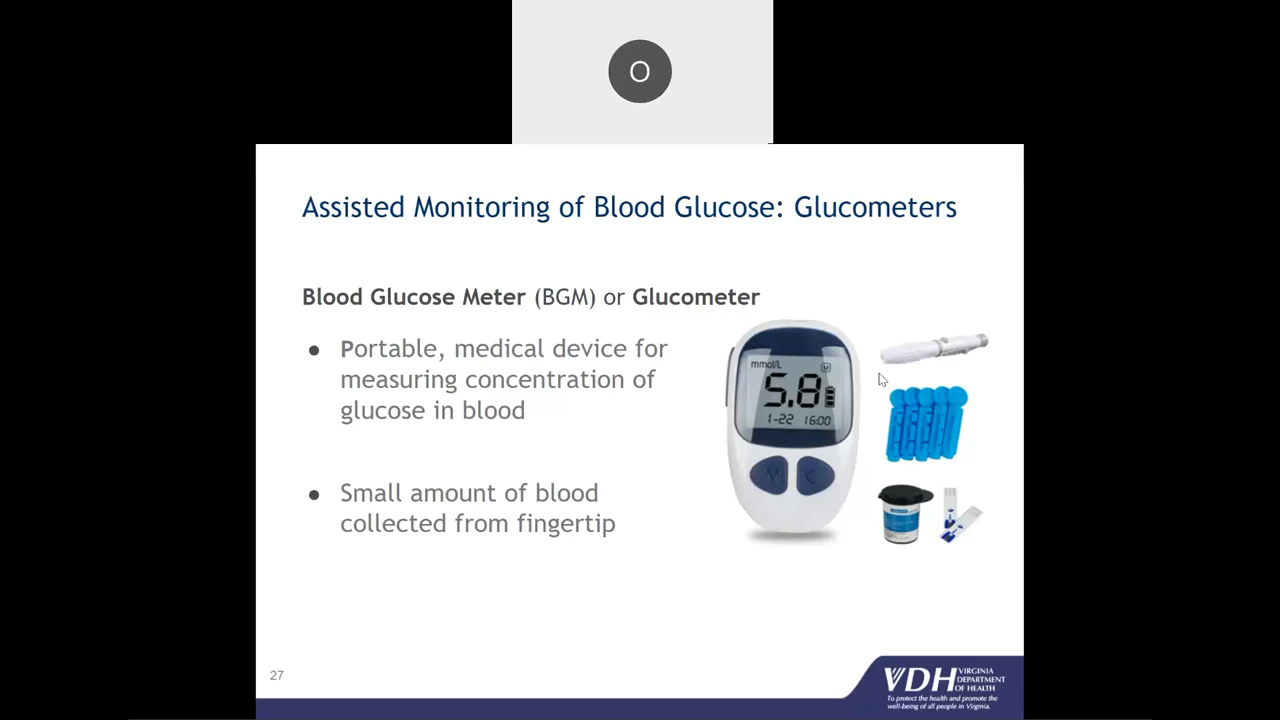 O
Assisted Monitoring of Blood Glucose: Glucometers
Blood Glucose Meter (BGM) or Glucometer
● Portable, medical device for
measuring concentration of
glucose in blood
● Small amount of blood
collected from fingertip
mmol/L
M
5.8
1-22 16:00
27
VDH VIRGINIA
DEPARTMENT
OF HEALTH
To protect the health and promote the
well-being of all people in Virginia.